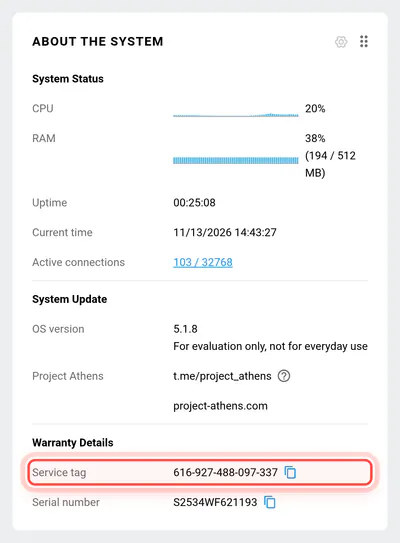 ABOUT THE SYSTEM
System Status
CPU 20%
RAM 38%
(194 / 512
MB)
Uptime 00:25:08
Current time 11/13/2026 14:43:27
Active connections 103 / 32768
System Update
OS version 5.1.8
For evaluation only, not for everyday use
Project Athens t.me/project_athens ?
project-athens.com
Warranty Details
Service tag 616-927-488-097-337
Serial number S2534WF621193